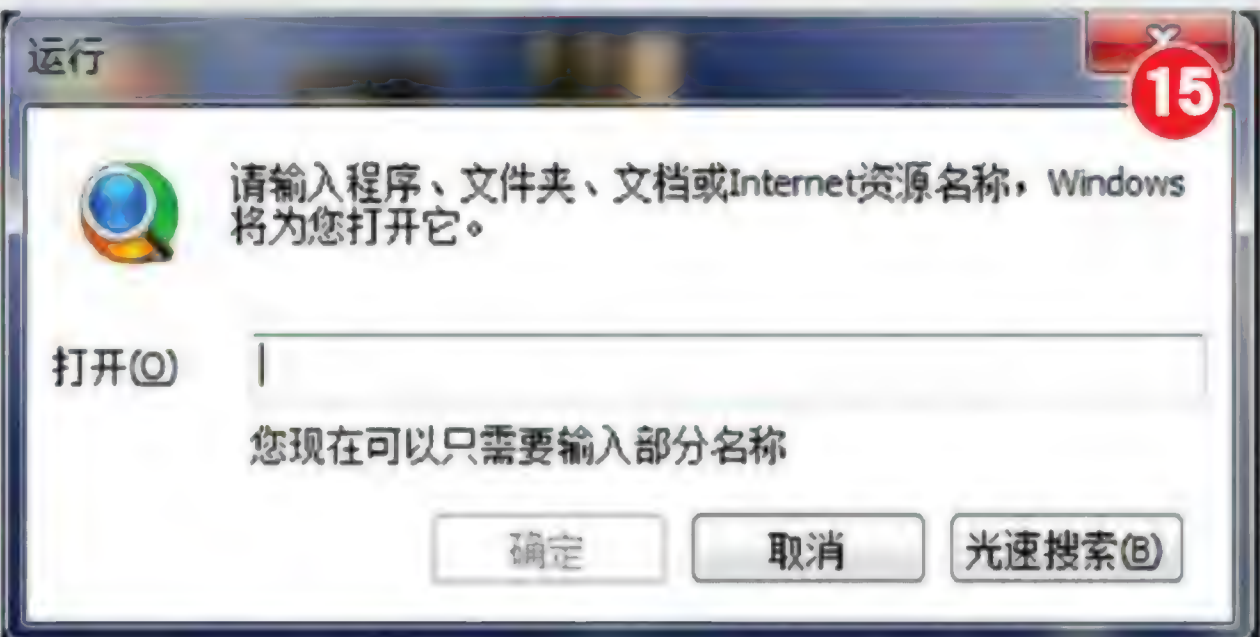 运行
15
请输入程序、文件夹、文档或Internet资源名称，Windows
将为您打开它。
打开(O)
您现在可以只需要输入部分名称
确定
取消
光速搜索(B)